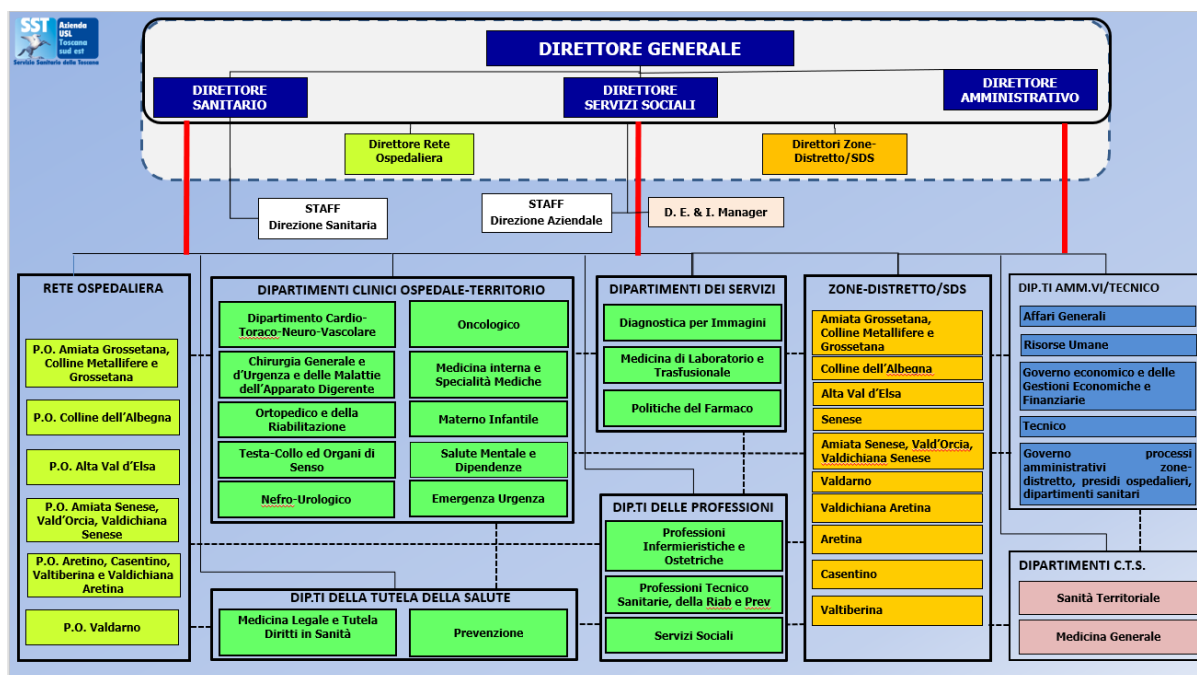 SST
Azienda
USL
Toscana
sud est
Servizio Sanitario della Toscana
DIRETTORE GENERALE
DIRETTORE
SANITARIO
DIRETTORE
SERVIZI SOCIALI
DIRETTORE
AMMINISTRATIVO
Direttore Rete
Ospedaliera
Direttori Zone-
Distretto/SDS
STAFF
Direzione Sanitaria
STAFF
Direzione Aziendale
D. E. & I. Manager
RETE OSPEDALIERA
P.O. Amiata Grossetana,
Colline Metallifere e
Grossetana
P.O. Colline dell'Albegna
P.O. Alta Val d'Elsa
P.O. Amiata Senese,
Vald'Orcia, Valdichiana
Senese
P.O. Aretino, Casentino,
Valtiberina e Valdichiana
Aretina
P.O. Valdarno
DIPARTIMENTI CLINICI OSPEDALE-TERRITORIO
Dipartimento Cardio-
Toraco-Neuro-Vascolare
Chirurgia Generale e
d'Urgenza e delle Malattie
dell'Apparato Digerente
Ortopedico e della
Riabilitazione
Testa-Collo ed Organi di
Senso
Nefro-Urologico
Oncologico
Medicina interna e
Specialità Mediche
Materno Infantile
Salute Mentale e
Dipendenze
Emergenza Urgenza
DIP.TI DELLA TUTELA DELLA SALUTE
Medicina Legale e Tutela
Diritti in Sanità
Prevenzione
DIPARTIMENTI DEI SERVIZI
Diagnostica per Immagini
Medicina di Laboratorio e
Trasfusionale
Politiche del Farmaco
DIP.TI DELLE PROFESSIONI
Professioni
Infermieristiche e
Ostetriche
Professioni Tecnico
Sanitarie, della Riab e Prev
Servizi Sociali
ZONE-DISTRETTO/SDS
Amiata Grossetana,
Colline Metallifere e
Grossetana
Colline dell'Albegna
Alta Val d'Elsa
Senese
Amiata Senese, Vald'Orcia,
Valdichiana Senese
Valdarno
Valdichiana Aretina
Aretina
Casentino
Valtiberina
DIP.TI AMM.VI/TECNICO
Affari Generali
Risorse Umane
Governo economico e delle
Gestioni Economiche e
Finanziarie
Tecnico
Governo processi
amministrativi zone-
distretto, presidi ospedalieri,
dipartimenti sanitari
DIPARTIMENTI C.T.S.
Sanità Territoriale
Medicina Generale